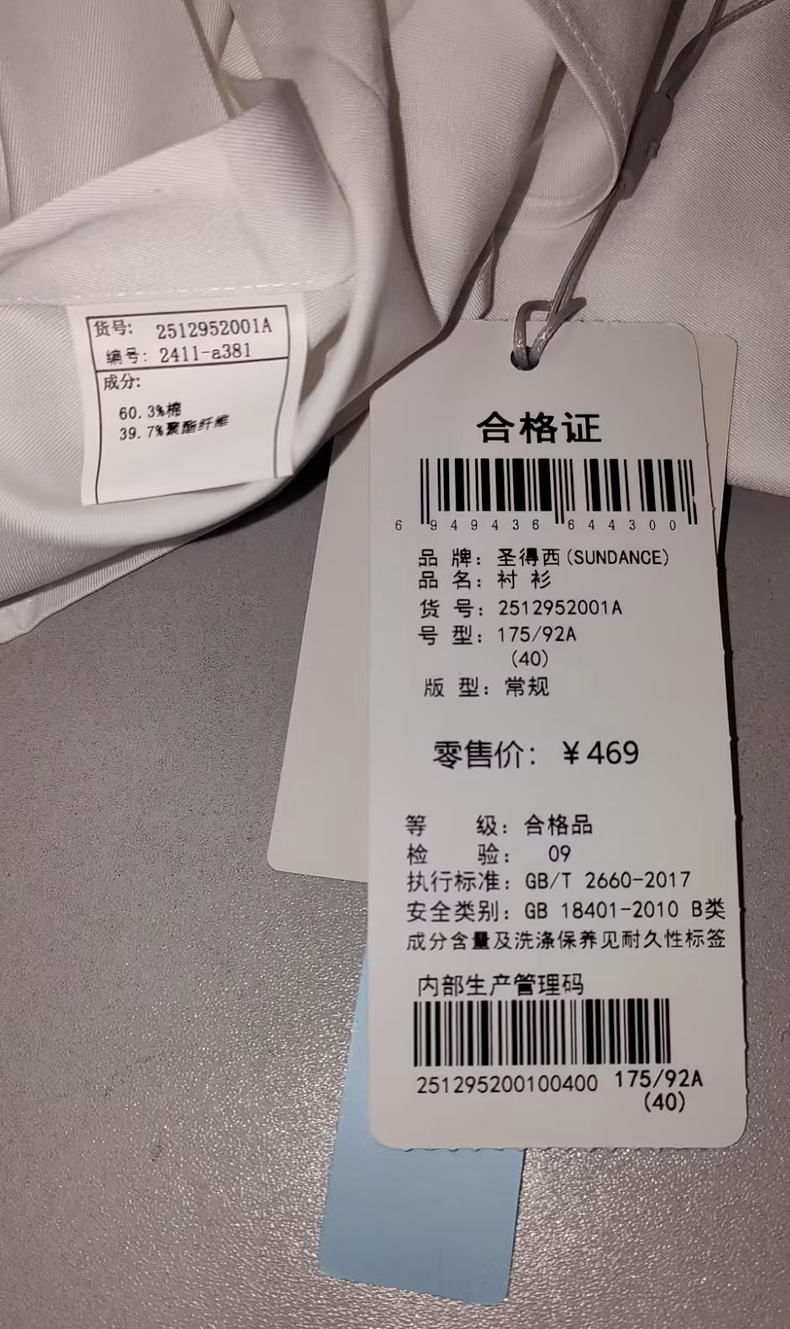 货号: 2512952001A
编号: 2411-a381
成分:
60.3%棉
39.7%聚酯纤维
合格证
6 949436 644300
品 牌: 圣得西(SUNDANCE)
品 名: 衬 衫
货 号: 2512952001A
号 型: 175/92A
(40)
版 型: 常规
零售价: ¥469
等 级: 合格品
检 验: 09
执行标准: GB/T 2660-2017
安全类别: GB 18401-2010 B类
成分含量及洗涤保养见耐久性标签
内部生产管理码
251295200100400 175/92A
(40)